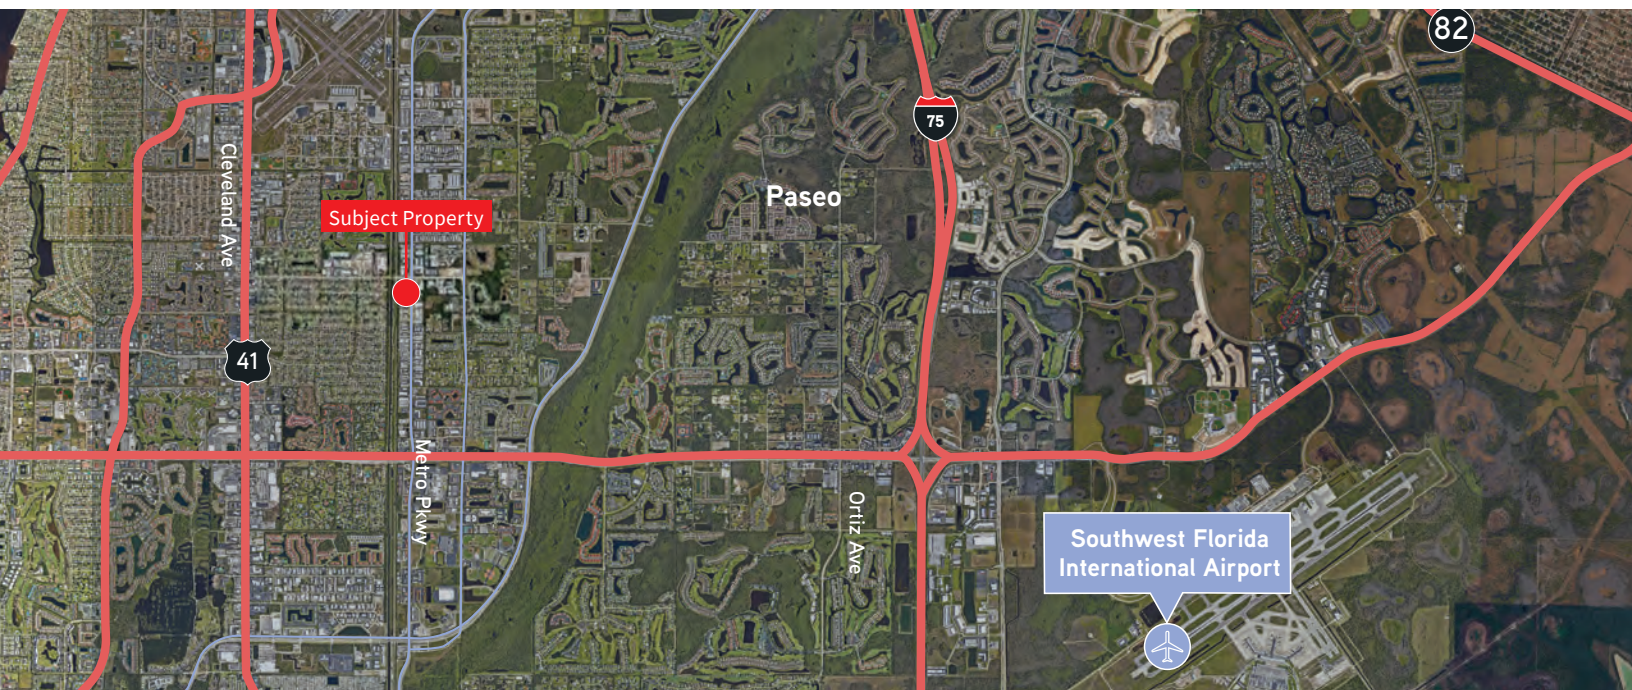 82
75
Cleveland Ave
Paseo
Subject Property
41
Metro Pkwy
Ortiz Ave
Southwest Florida
International Airport